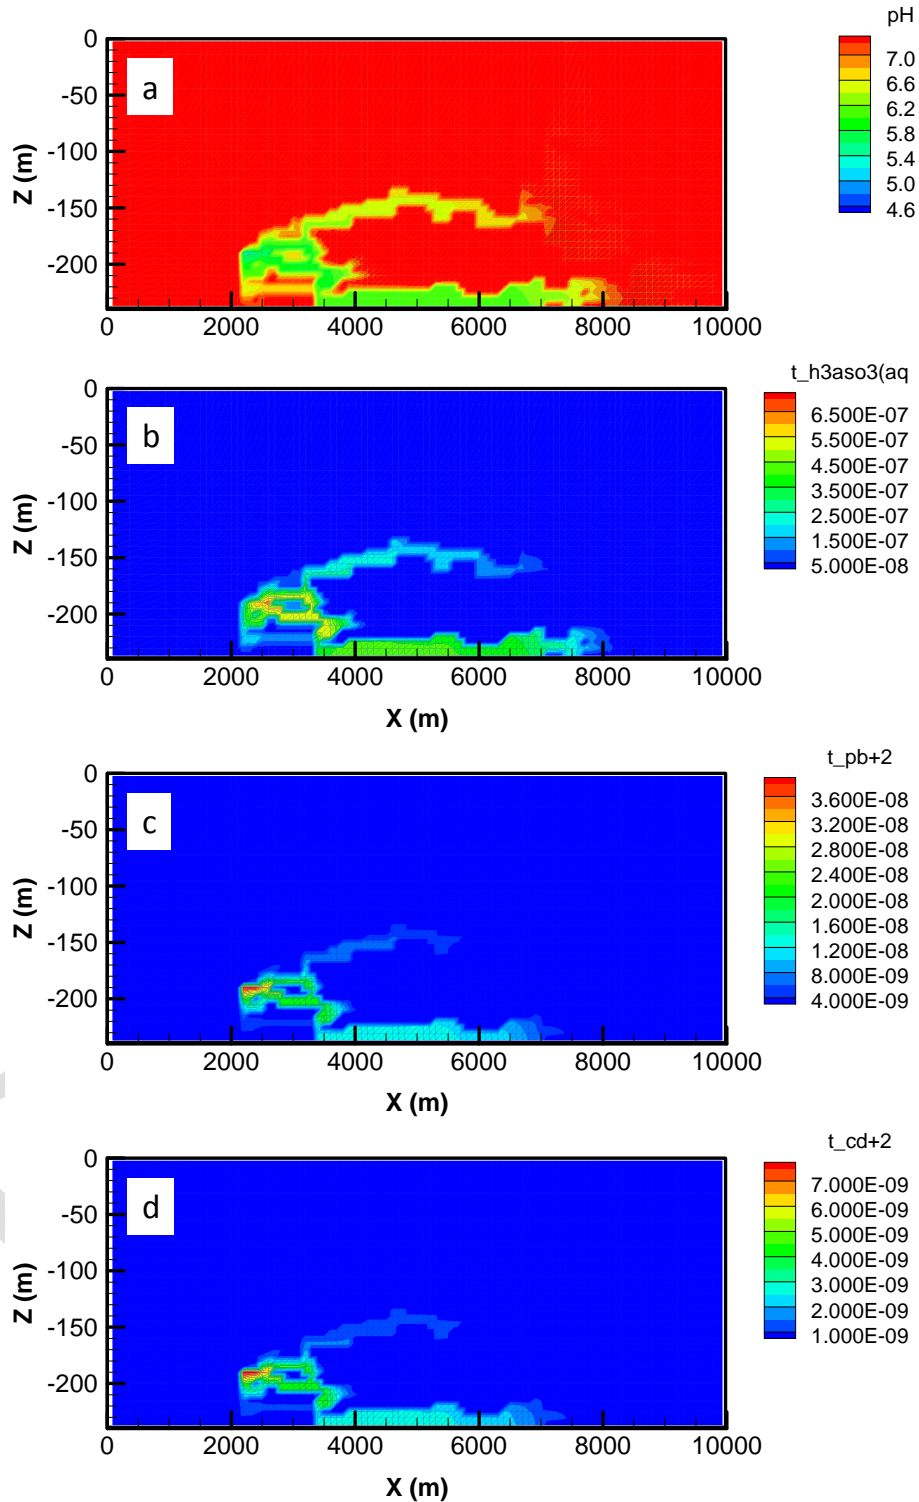 pH
0
-50
-100
-150
-200
Z (m)
a
0 2000 4000 6000 8000 10000
7.0
6.6
6.2
5.8
5.4
5.0
4.6
t_h3aso3(aq
0
-50
-100
-150
-200
Z (m)
b
0 2000 4000 6000 8000 10000
X (m)
6.500E-07
5.500E-07
4.500E-07
3.500E-07
2.500E-07
1.500E-07
5.000E-08
t_pb+2
0
-50
-100
-150
-200
Z (m)
c
0 2000 4000 6000 8000 10000
X (m)
3.600E-08
3.200E-08
2.800E-08
2.400E-08
2.000E-08
1.600E-08
1.200E-08
8.000E-09
4.000E-09
t_cd+2
0
-50
-100
-150
-200
Z (m)
d
0 2000 4000 6000 8000 10000
X (m)
7.000E-09
6.000E-09
5.000E-09
4.000E-09
3.000E-09
2.000E-09
1.000E-09